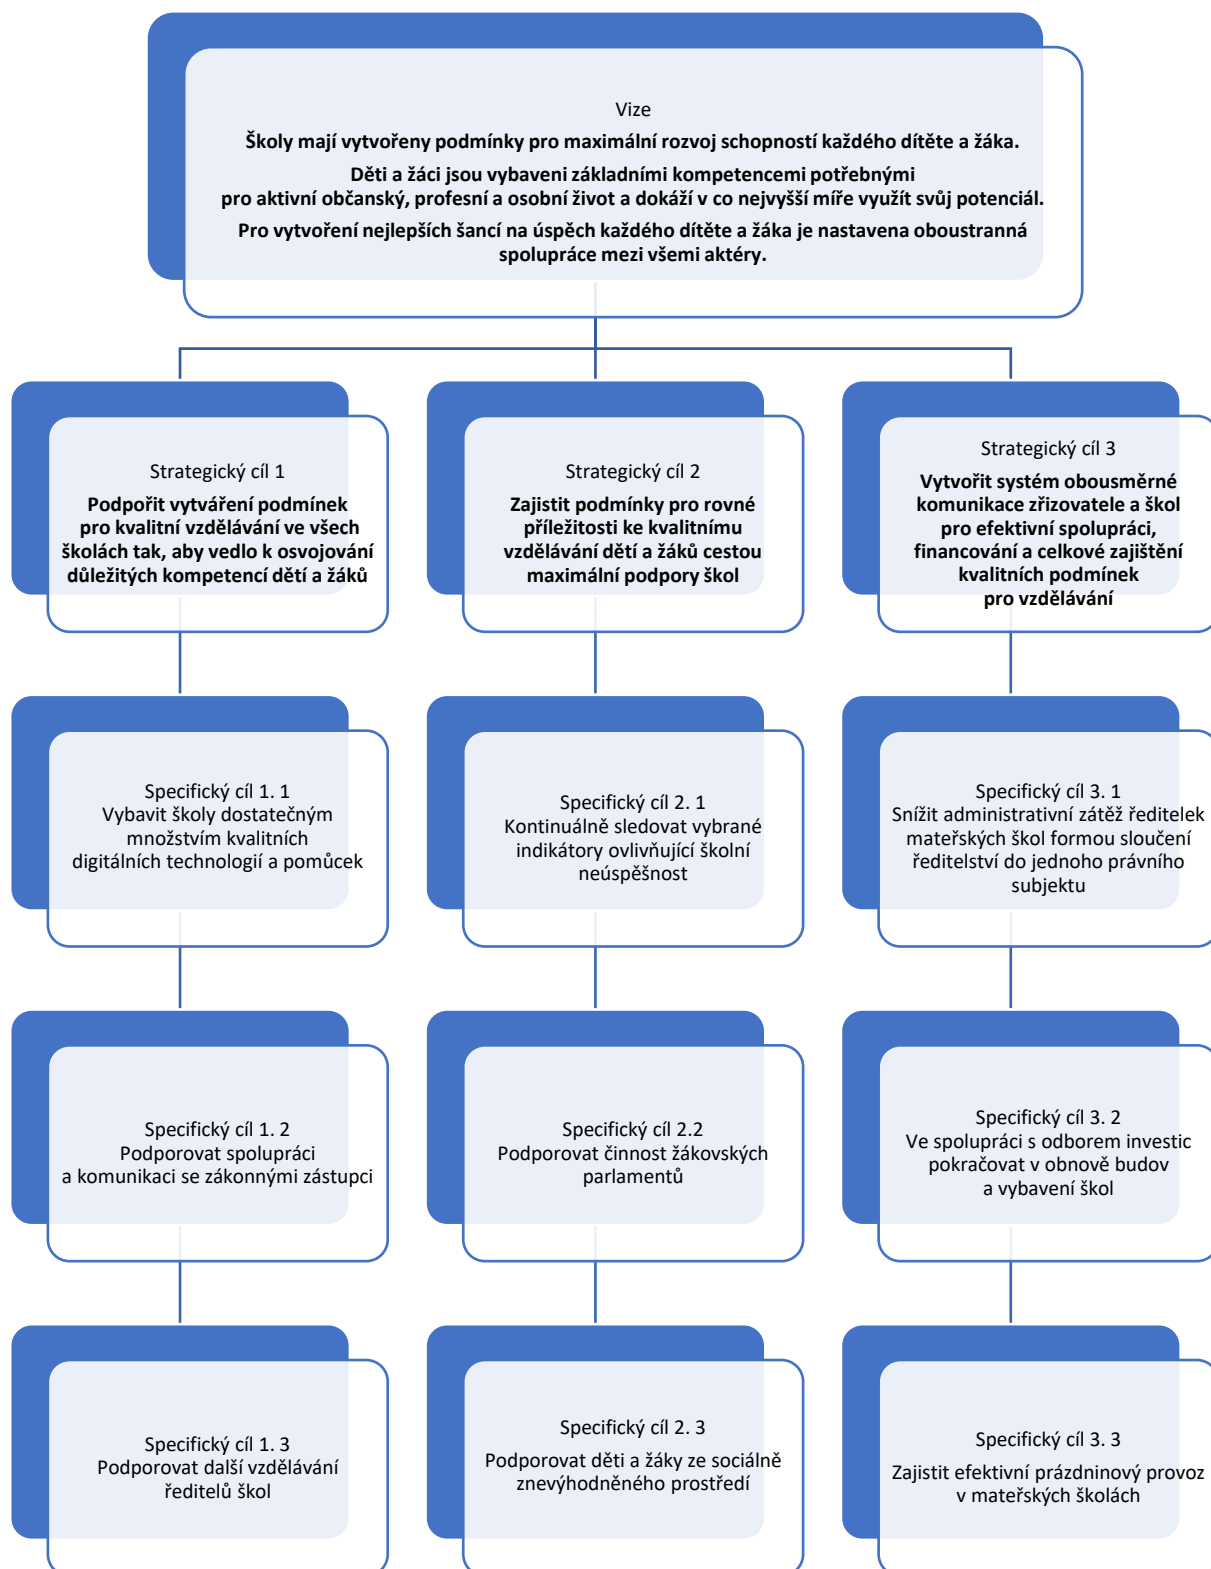 Vize
Školy mají vytvořeny podmínky pro maximální rozvoj schopností každého dítěte a žáka.
Děti a žáci jsou vybaveni základními kompetencemi potřebnými
pro aktivní občanský, profesní a osobní život a dokáží v co nejvyšší míře využít svůj potenciál.
Pro vytvoření nejlepších šancí na úspěch každého dítěte a žáka je nastavena oboustranná
spolupráce mezi všemi aktéry.
Strategický cíl 1
Podpořit vytváření podmínek
pro kvalitní vzdělávání ve všech
školách tak, aby vedlo k osvojování
důležitých kompetencí dětí a žáků
Strategický cíl 2
Zajistit podmínky pro rovné
příležitosti ke kvalitnímu
vzdělávání dětí a žáků cestou
maximální podpory škol
Strategický cíl 3
Vytvořit systém obousměrné
komunikace zřizovatele a škol
pro efektivní spolupráci,
financování a celkové zajištění
kvalitních podmínek
pro vzdělávání
Specifický cíl 1. 1
Vybavit školy dostatečným
množstvím kvalitních
digitálních technologií a pomůcek
Specifický cíl 2. 1
Kontinuálně sledovat vybrané
indikátory ovlivňující školní
neúspěšnost
Specifický cíl 3. 1
Snížit administrativní zátěž ředitelek
mateřských škol formou sloučení
ředitelství do jednoho právního
subjektu
Specifický cíl 1. 2
Podporovat spolupráci
a komunikaci se zákonnými zástupci
Specifický cíl 2.2
Podporovat činnost žákovských
parlamentů
Specifický cíl 3. 2
Ve spolupráci s odborem investic
pokračovat v obnově budov
a vybavení škol
Specifický cíl 1. 3
Podporovat další vzdělávání
ředitelů škol
Specifický cíl 2. 3
Podporovat děti a žáky ze sociálně
znevýhodněného prostředí
Specifický cíl 3. 3
Zajistit efektivní prázdninový provoz
v mateřských školách